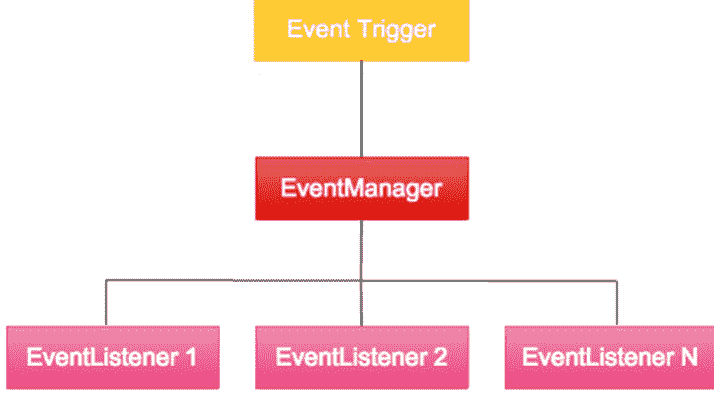 Event Trigger
EventManager
EventListener 1
EventListener 2
EventListener N